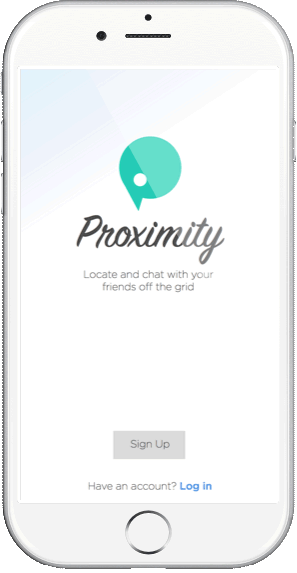 Proximity
Locate and chat with your
friends off the grid
Sign Up
Have an account? Log in